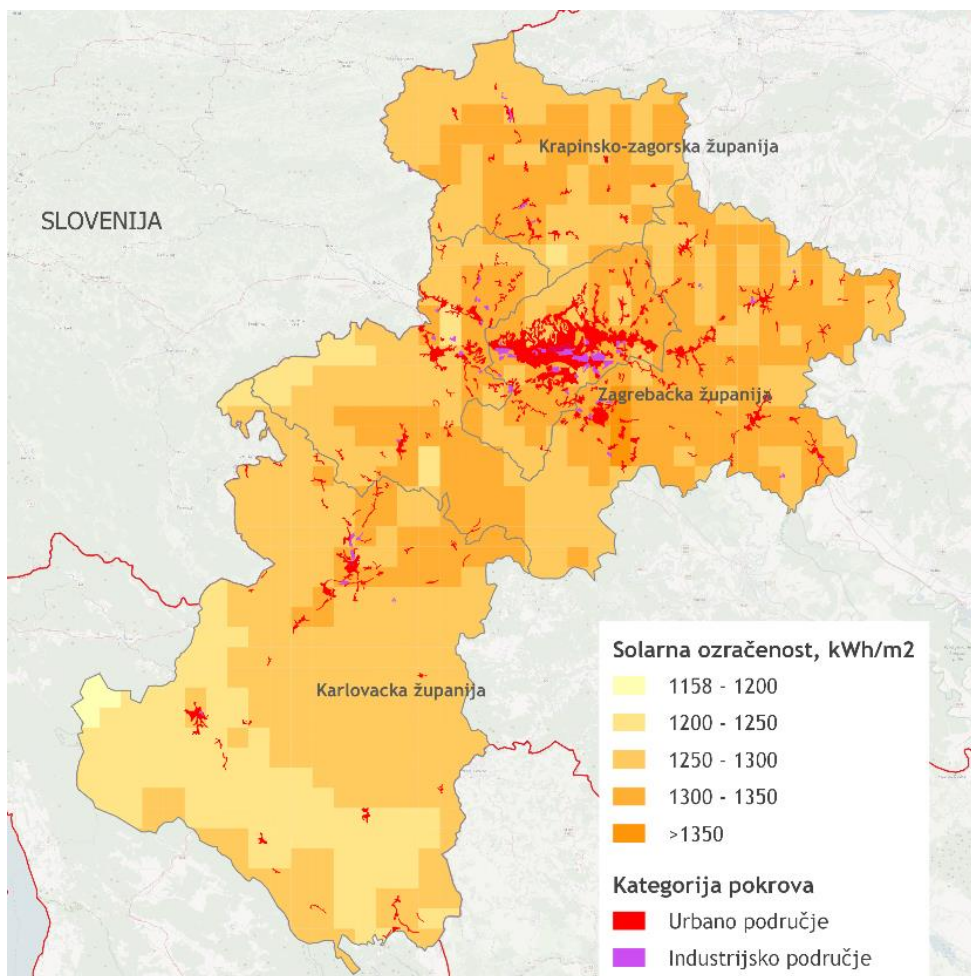 Krapinsko-zagorska županija
SLOVENIJA
Zagrebačka županija
Karlovacka županija
Solarna ozračenost, kWh/m2
1158 - 1200
1200 - 1250
1250 - 1300
1300 - 1350
>1350
Kategorija pokrova
Urbano područje
Industrijsko područje